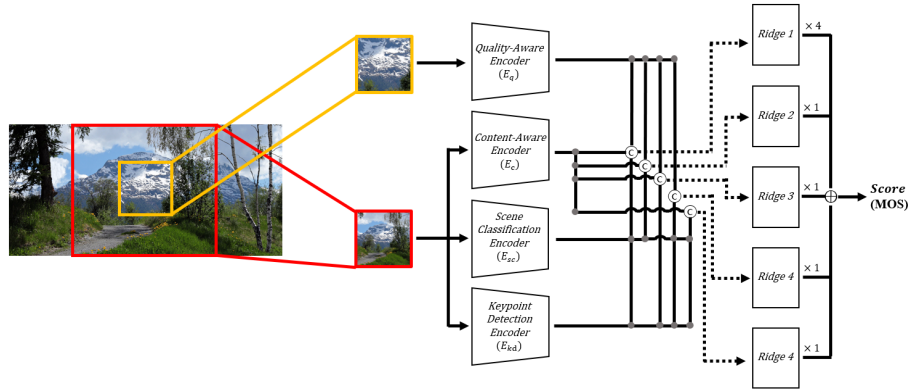 Quality-Aware
Encoder
(E_q)
Content-Aware
Encoder
(E_c)
Scene
Classification
Encoder
(E_sc)
Keypoint
Detection
Encoder
(E_kd)
C
C
C
C
C
Ridge 1
× 4
Ridge 2
× 1
Ridge 3
× 1
Ridge 4
× 1
Ridge 4
× 1
Score
(MOS)